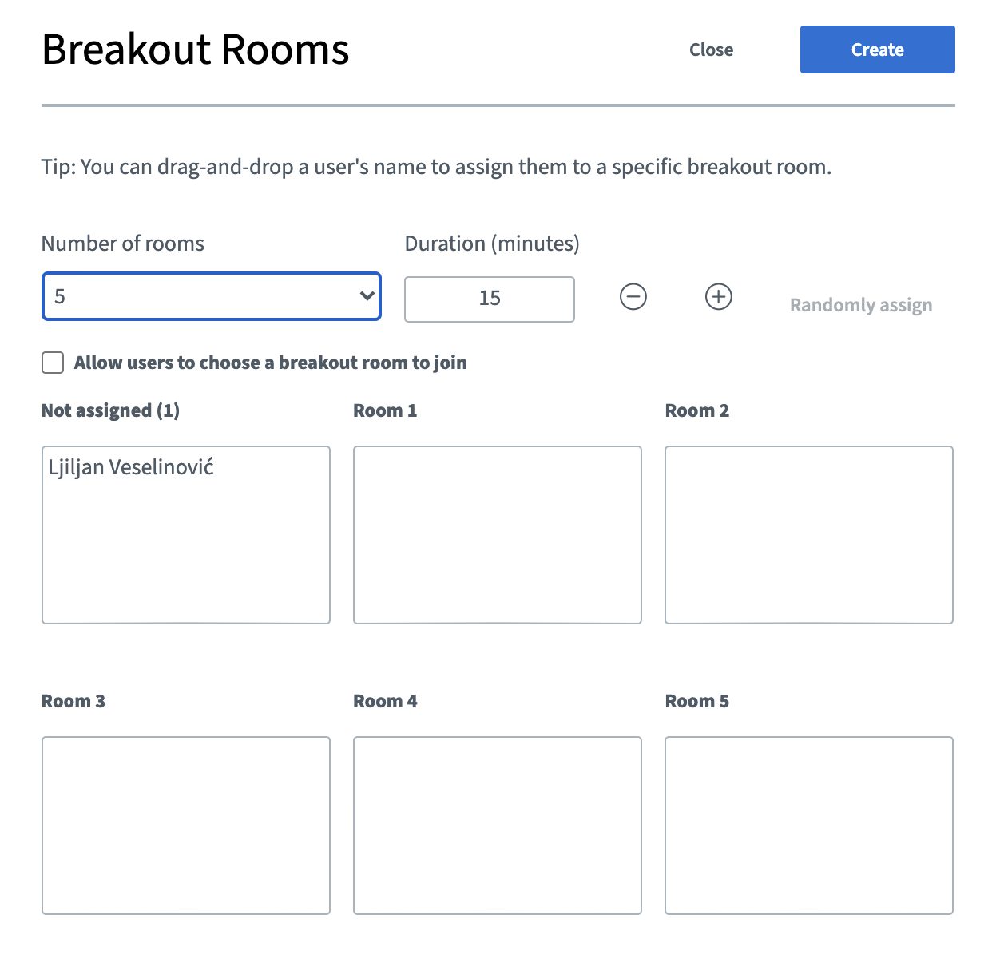 Breakout Rooms
Close
Create
Tip: You can drag-and-drop a user's name to assign them to a specific breakout room.
Number of rooms
Duration (minutes)
5
15
Randomly assign
Allow users to choose a breakout room to join
Not assigned (1)
Room 1
Room 2
Ljiljan Veselinović
Room 3
Room 4
Room 5